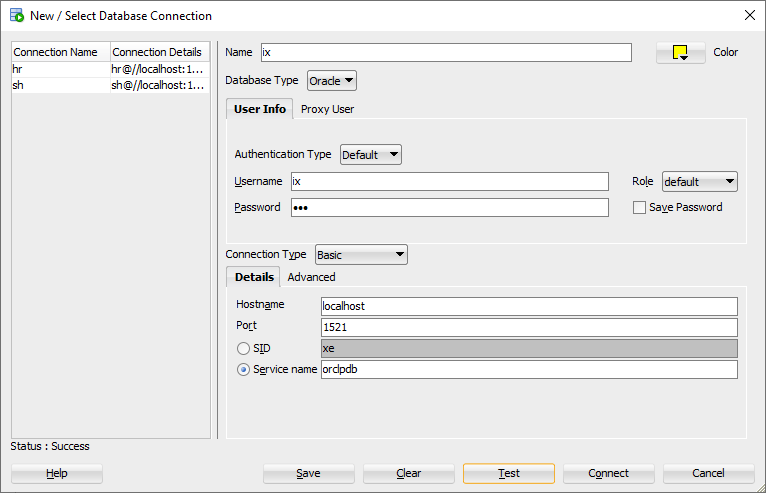 New / Select Database Connection
Connection Name Connection Details
hr hr@//localhost:1...
sh sh@//localhost:1...
Name ix Color
Database Type Oracle
User Info Proxy User
Authentication Type Default
Username ix Role default
Password ••• Save Password
Connection Type Basic
Details Advanced
Hostname localhost
Port 1521
SID xe
Service name orclpdb
Status : Success
Help Save Clear Test Connect Cancel